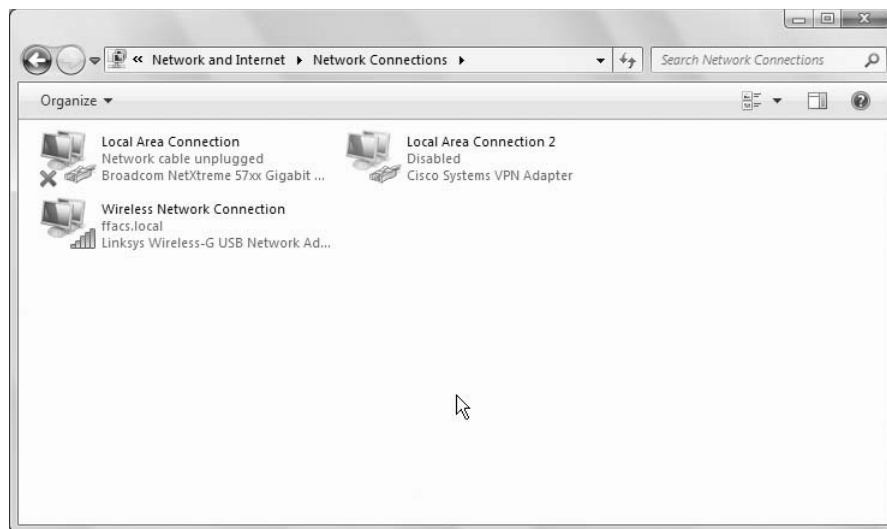 « Network and Internet ▸ Network Connections ▸
Search Network Connections
Organize
Local Area Connection
Network cable unplugged
Broadcom NetXtreme 57xx Gigabit ...
Local Area Connection 2
Disabled
Cisco Systems VPN Adapter
Wireless Network Connection
ffacs.local
Linksys Wireless-G USB Network Ad...